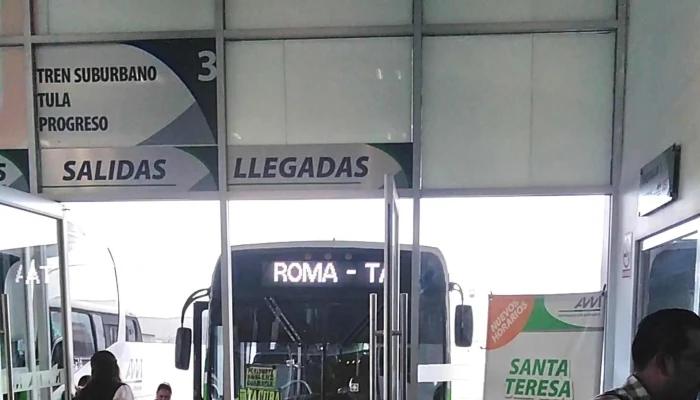 3
TREN SUBURBANO
TULA
PROGRESO
S
SALIDAS
LLEGADAS
ROMA - TA
NUEVOS
HORARIOS
SANTA
TERESA